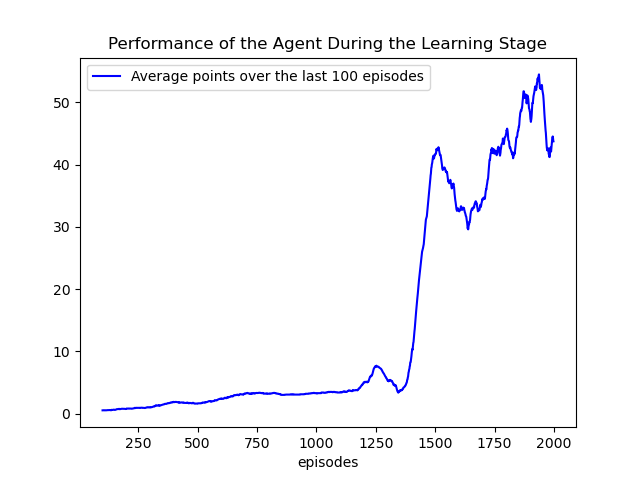 Performance of the Agent During the Learning Stage
Average points over the last 100 episodes
50
40
30
20
10
0
250 500 750 1000 1250 1500 1750 2000
episodes